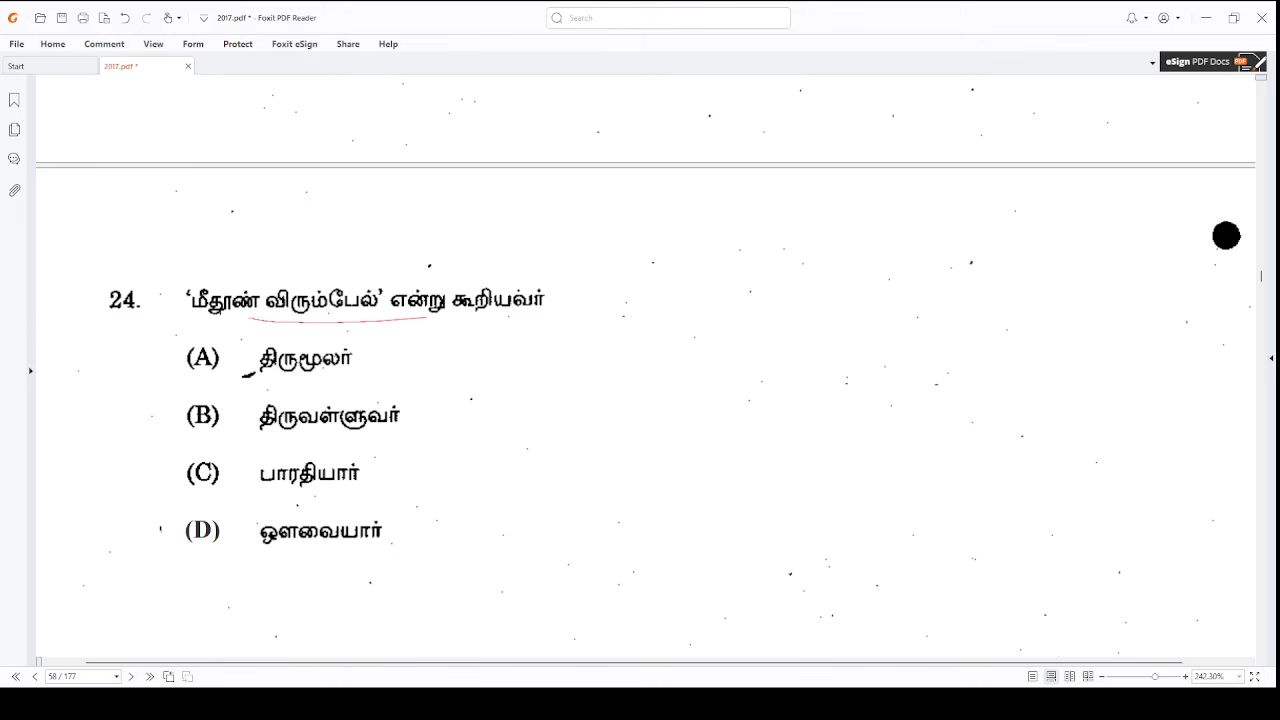 2017.pdf * - Foxit PDF Reader
Search
File Home Comment View Form Protect Foxit eSign Share Help
Start 2017.pdf * eSign PDF Docs
24. 'மீதூண் விரும்பேல்' என்று கூறியவர்
(A) திருமூலர்
(B) திருவள்ளுவர்
(C) பாரதியார்
(D) ஔவையார்
58 / 177 242.30%